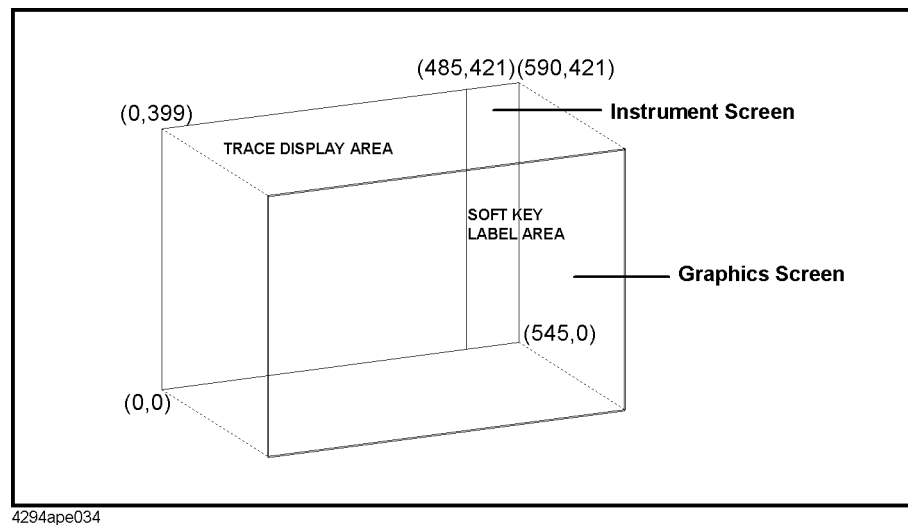 (485,421)(590,421)
(0,399)
Instrument Screen
TRACE DISPLAY AREA
SOFT KEY
LABEL AREA
Graphics Screen
(545,0)
(0,0)
4294ape034